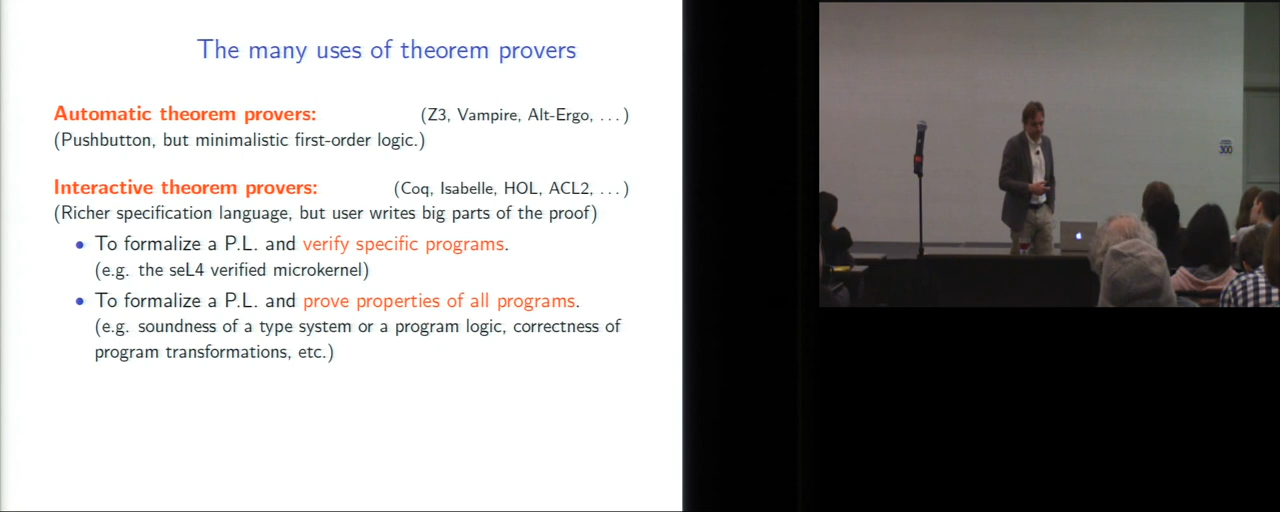 The many uses of theorem provers
Automatic theorem provers: (Z3, Vampire, Alt-Ergo, ...)
(Pushbutton, but minimalistic first-order logic.)
Interactive theorem provers: (Coq, Isabelle, HOL, ACL2, ...)
(Richer specification language, but user writes big parts of the proof)
• To formalize a P.L. and verify specific programs.
(e.g. the seL4 verified microkernel)
• To formalize a P.L. and prove properties of all programs.
(e.g. soundness of a type system or a program logic, correctness of
program transformations, etc.)
300